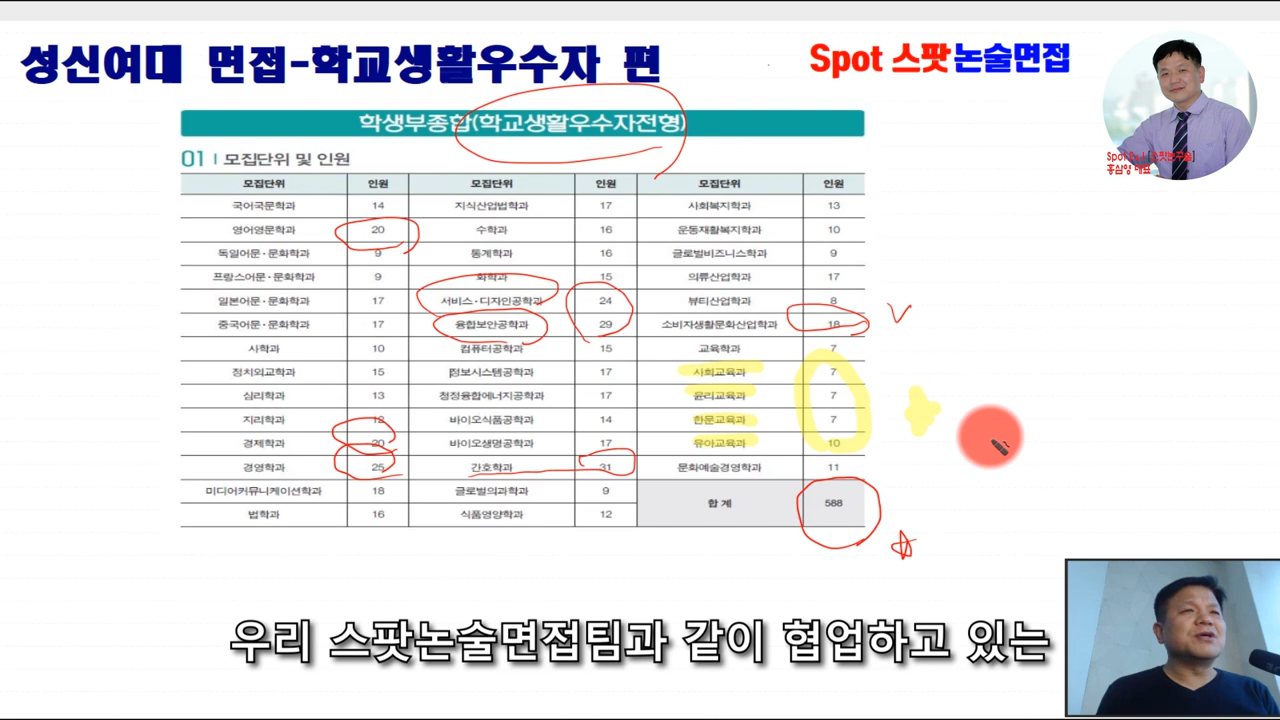 성신여대 면접-학교생활우수자 편
Spot 스팟논술면접
학생부종합(학교생활우수자전형)
01 | 모집단위 및 인원
모집단위 인원 모집단위 인원 모집단위 인원
국어국문학과 14 지식산업법학과 17 사회복지학과 13
영어영문학과 20 수학과 16 운동재활복지학과 10
독일어문·문화학과 9 통계학과 16 글로벌비즈니스학과 9
프랑스어문·문화학과 9 화학과 15 의류산업학과 17
일본어문·문화학과 17 서비스·디자인공학과 24 뷰티산업학과 8
중국어문·문화학과 17 융합보안공학과 29 소비자생활문화산업학과 18
사학과 10 컴퓨터공학과 15 교육학과 7
정치외교학과 15 정보시스템공학과 17 사회교육과 7
심리학과 13 청정융합에너지공학과 17 윤리교육과 7
지리학과 12 바이오식품공학과 14 한문교육과 7
경제학과 20 바이오생명공학과 17 유아교육과 10
경영학과 25 간호학과 31 문화예술경영학과 11
미디어커뮤니케이션학과 18 글로벌의과학과 9 합 계 588
법학과 16 식품영양학과 12
홍삼영 대표
우리 스팟논술면접팀과 같이 협업하고 있는